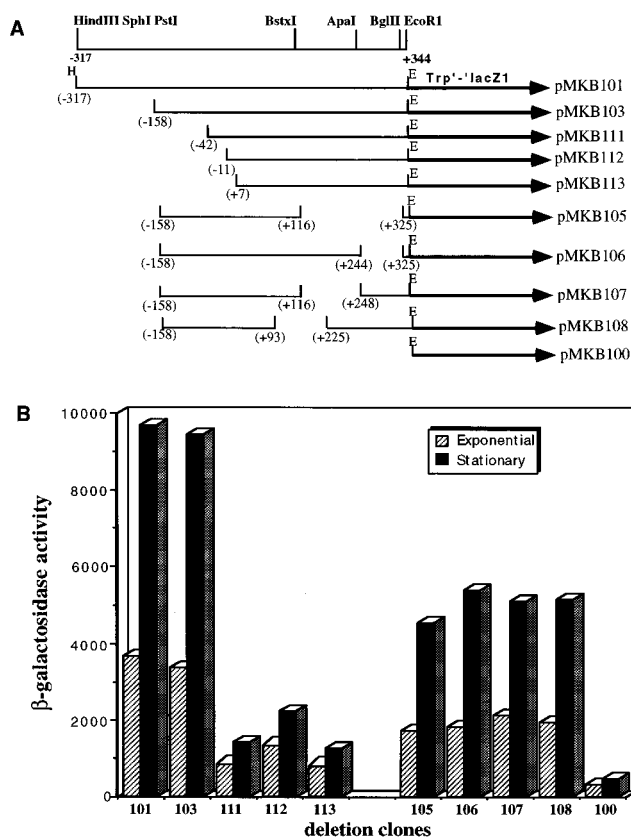 A
HindIII SphI PstI BstxI ApaI BglII EcoR1
-317 +344
H E Trp'-'lacZ1
(-317) pMKB101
E
(-158) pMKB103
E
(-42) pMKB111
E
(-11) pMKB112
E
(+7) pMKB113
E
(-158) (+116) (+325) pMKB105
E
(-158) (+244) (+325) pMKB106
E
(-158) (+116) (+248) pMKB107
E
(-158) (+93) (+225) pMKB108
E
pMKB100
B
β-galactosidase activity
10000
8000
6000
4000
2000
0
Exponential
Stationary
101 103 111 112 113 105 106 107 108 100
deletion clones